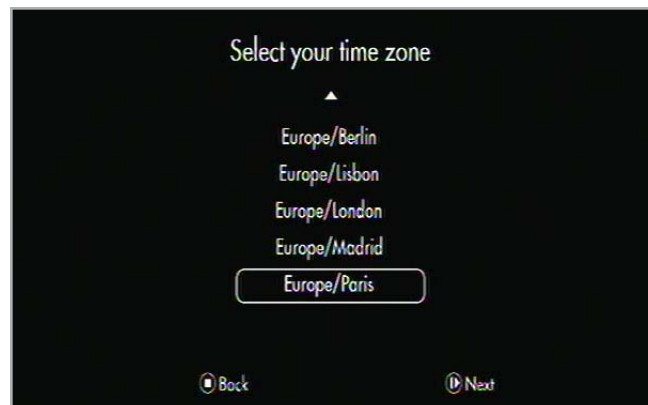 Select your time zone
Europe/Berlin
Europe/Lisbon
Europe/London
Europe/Madrid
Europe/Paris
Back
Next